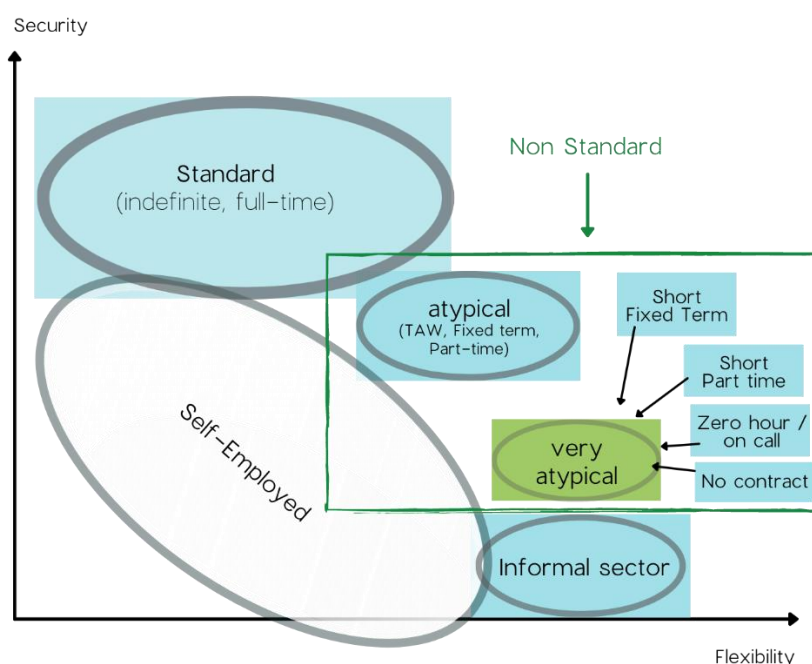 Security
Non Standard
Standard
(indefinite, full-time)
atypical
(TAW, Fixed term,
Part-time)
Short
Fixed Term
Short
Part time
Zero hour /
on call
No contract
very
atypical
Self-Employed
Informal sector
Flexibility